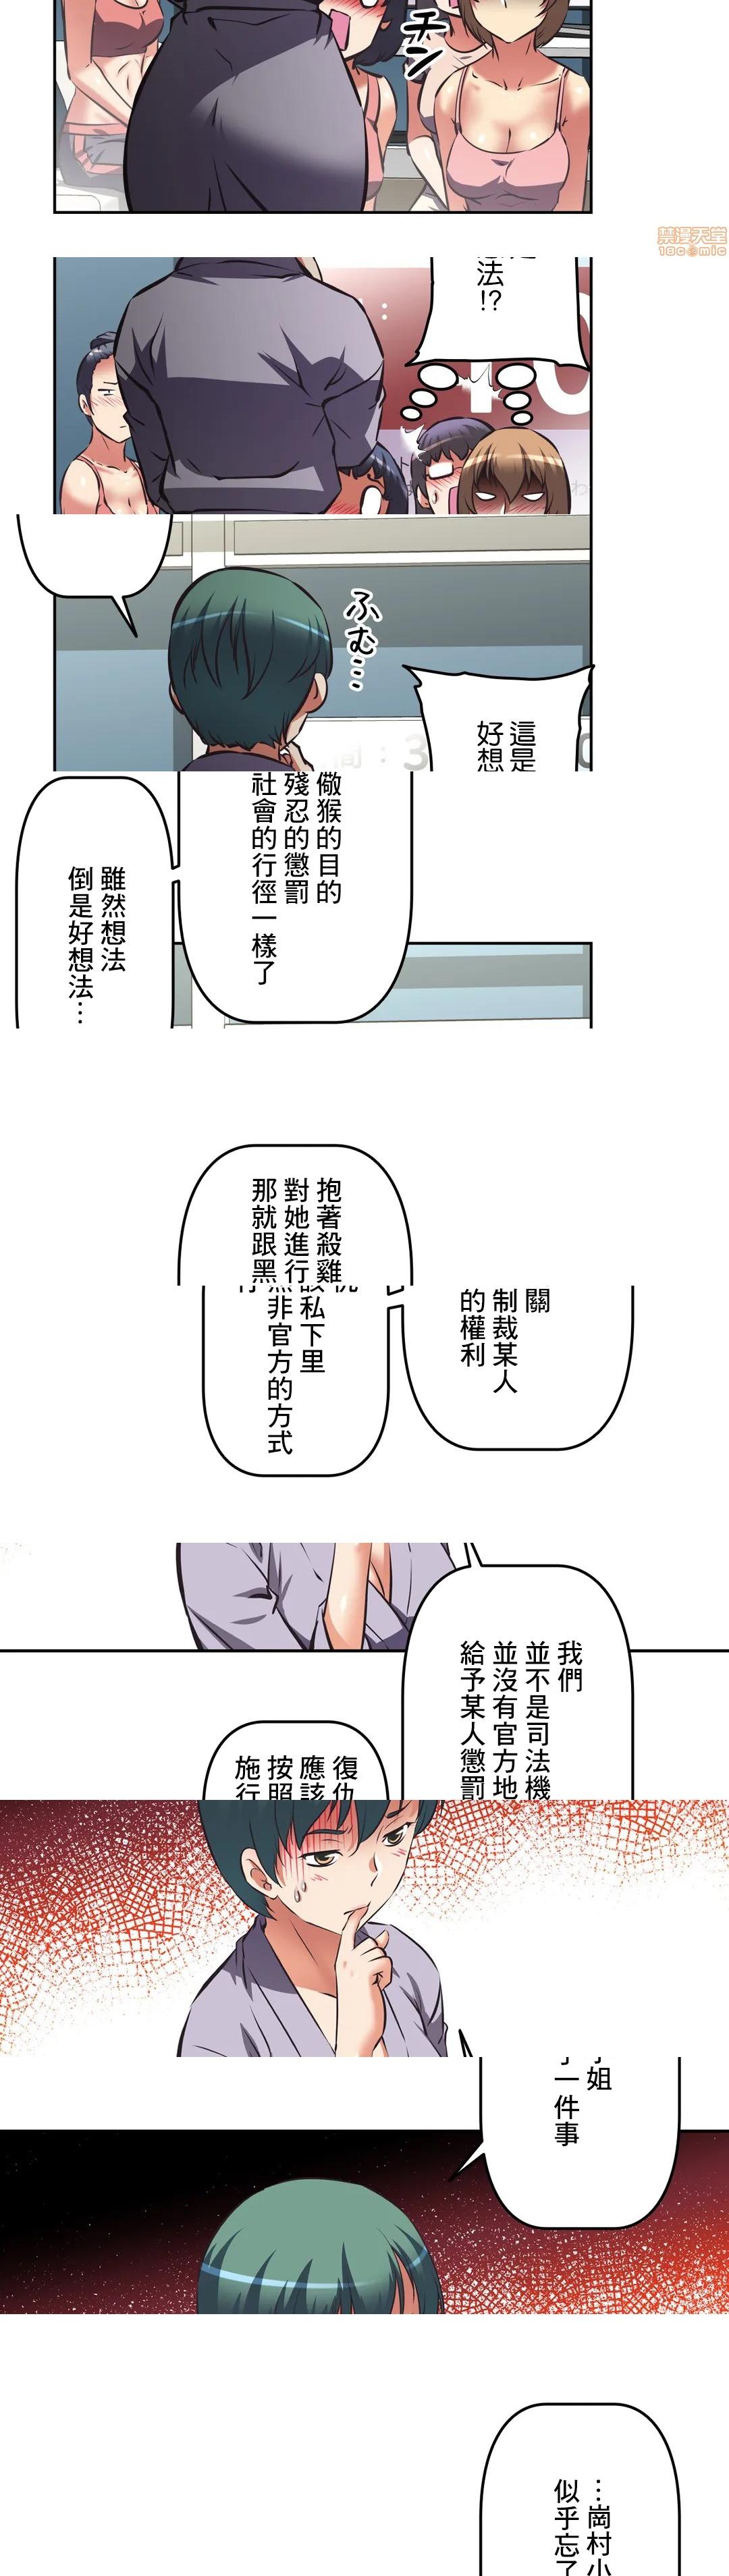 チン
禁漫天堂
18comic
法!?
ふむ…
這是
好想
儆猴的目的
殘忍的懲罰
社會的行徑一樣了
雖然想法
倒是好想法…
抱著殺雞
對她進行
那就跟黑
關
制裁某人
的權利
私下里
非官方的方式
我們
並不是司法機
並沒有官方地
給予某人懲罰
復
應該
按照
施行
姐
一件事
…崗村小
似乎忘了